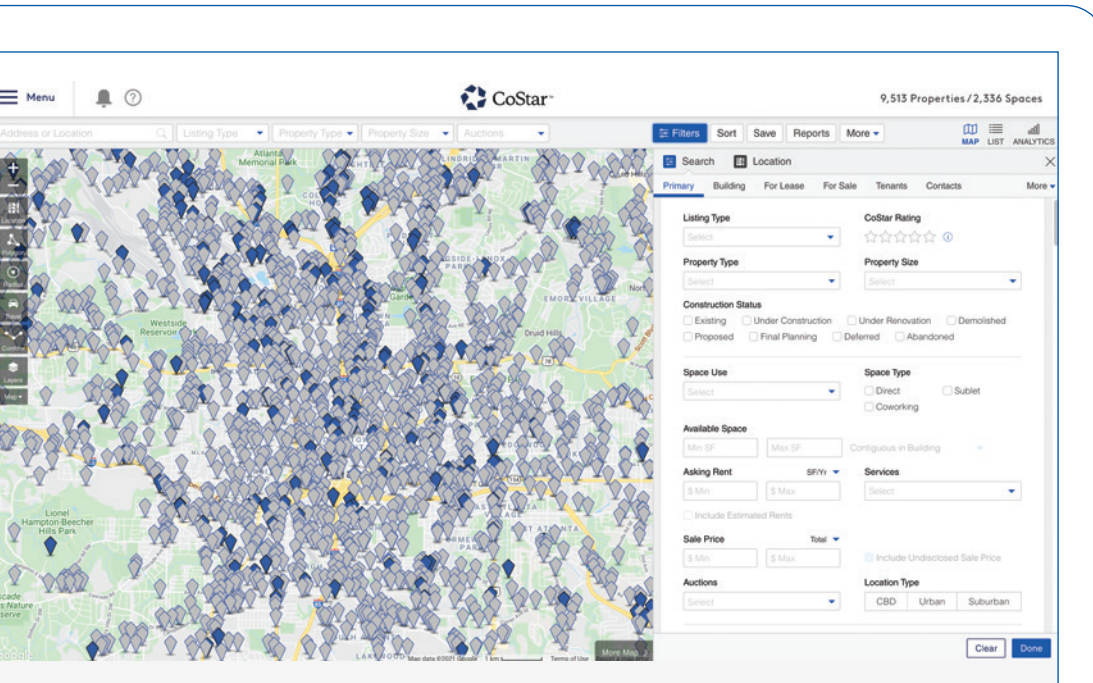 Menu
?
CoStar™
9,513 Properties/2,336 Spaces
Address or Location
Listing Type
Property Type
Property Size
Auctions
Filters
Sort
Save
Reports
More
MAP
LIST
ANALYTICS
Search
Location
Primary
Building
For Lease
For Sale
Tenants
Contacts
More
Listing Type
Select
CoStar Rating
Property Type
Select
Property Size
Select
Construction Status
Existing
Under Construction
Under Renovation
Demolished
Proposed
Final Planning
Deferred
Abandoned
Space Use
Select
Space Type
Direct
Sublet
Coworking
Available Space
Min SF
Max SF
Contiguous in Building
Asking Rent
SF/Yr
$ Min
$ Max
Services
Select
Include Estimated Rents
Sale Price
Total
$ Min
$ Max
Include Undisclosed Sale Price
Auctions
Select
Location Type
CBD
Urban
Suburban
Clear
Done
Atlanta
Memorial Park
EMORY VILLAGE
Westside
Reservoir
Druid Hills
Lionel
Hampton-Beecher
Hills Park
Layers
Map
LAKEWOOD
Map data ©2021 Google
1 km
Terms of Use
More Map